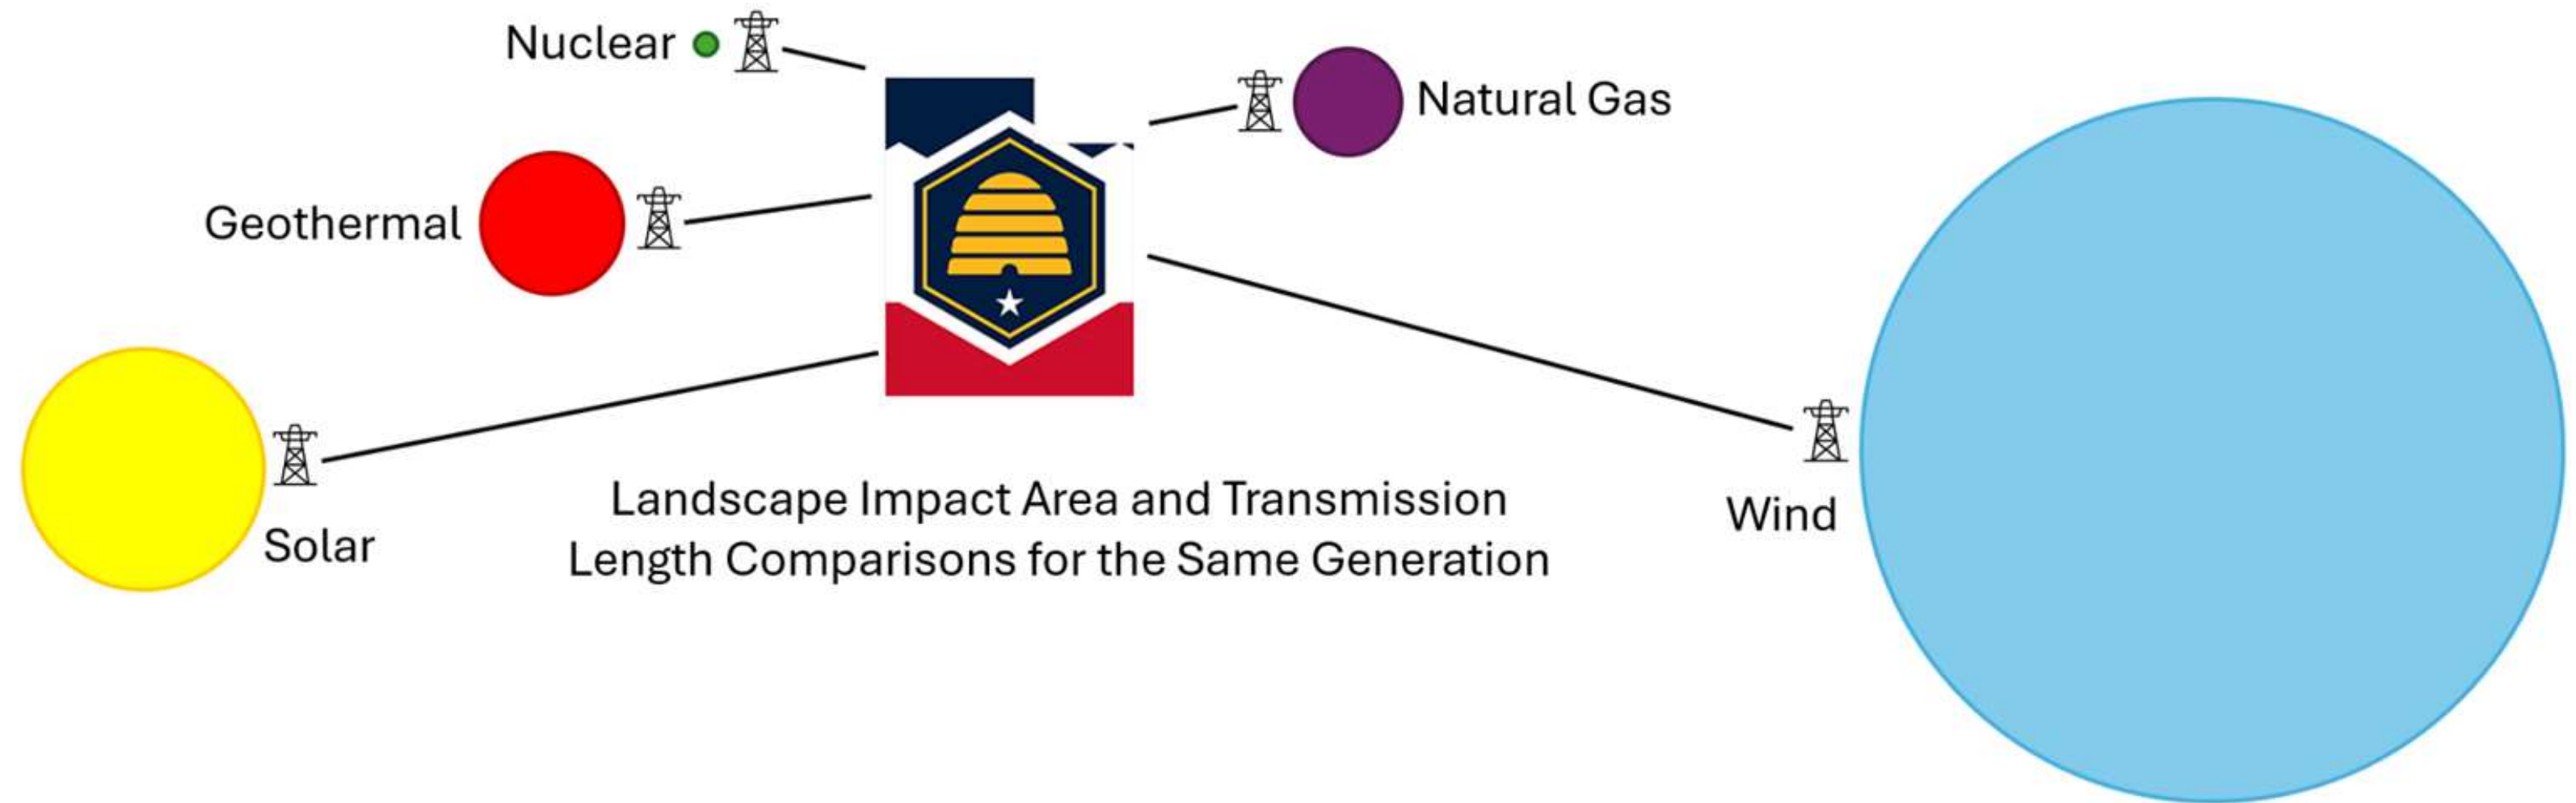 Nuclear
Natural Gas
Geothermal
Solar
Landscape Impact Area and Transmission
Length Comparisons for the Same Generation
Wind